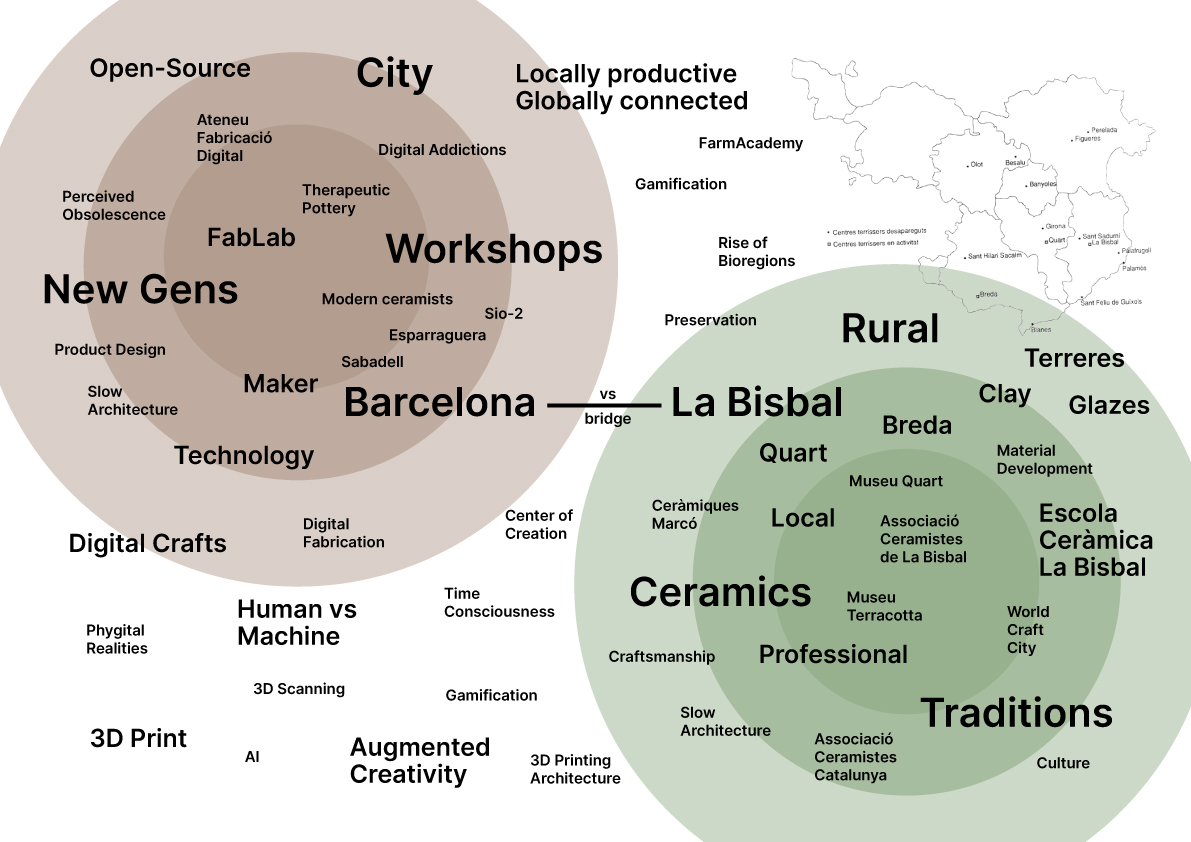 Open-Source
City
Locally productive
Globally connected
Ateneu
Fabricació
Digital
Digital Addictions
FarmAcademy
Gamification
Perceived
Obsolescence
Therapeutic
Pottery
FabLab
Workshops
Rise of
Bioregions
New Gens
Modern ceramists
Sio-2
Esparraguera
Product Design
Sabadell
Maker
Slow
Architecture
Barcelona
vs
bridge
La Bisbal
Technology
Perelada
Figueres
Olot
Besalú
Banyoles
• Centres terrissers desapareguts
Centres terrissers en activitat
Girona
Quart
Sant Sadurní
La Bisbal
Palafrugell
Palamós
Sant Hilari Sacalm
Breda
Sant Feliu de Guíxols
Blanes
Preservation
Rural
Terreres
Clay
Glazes
Breda
Quart
Material
Development
Museu Quart
Ceràmiques
Marcó
Local
Associació
Ceramistes
de La Bisbal
Escola
Ceràmica
La Bisbal
Center of
Creation
Digital
Fabrication
Digital Crafts
Ceramics
Museu
Terracotta
World
Craft
City
Time
Consciousness
Human vs
Machine
Phygital
Realities
Craftsmanship
Professional
3D Scanning
Gamification
Slow
Architecture
Traditions
3D Print
AI
Augmented
Creativity
3D Printing
Architecture
Associació
Ceramistes
Catalunya
Culture